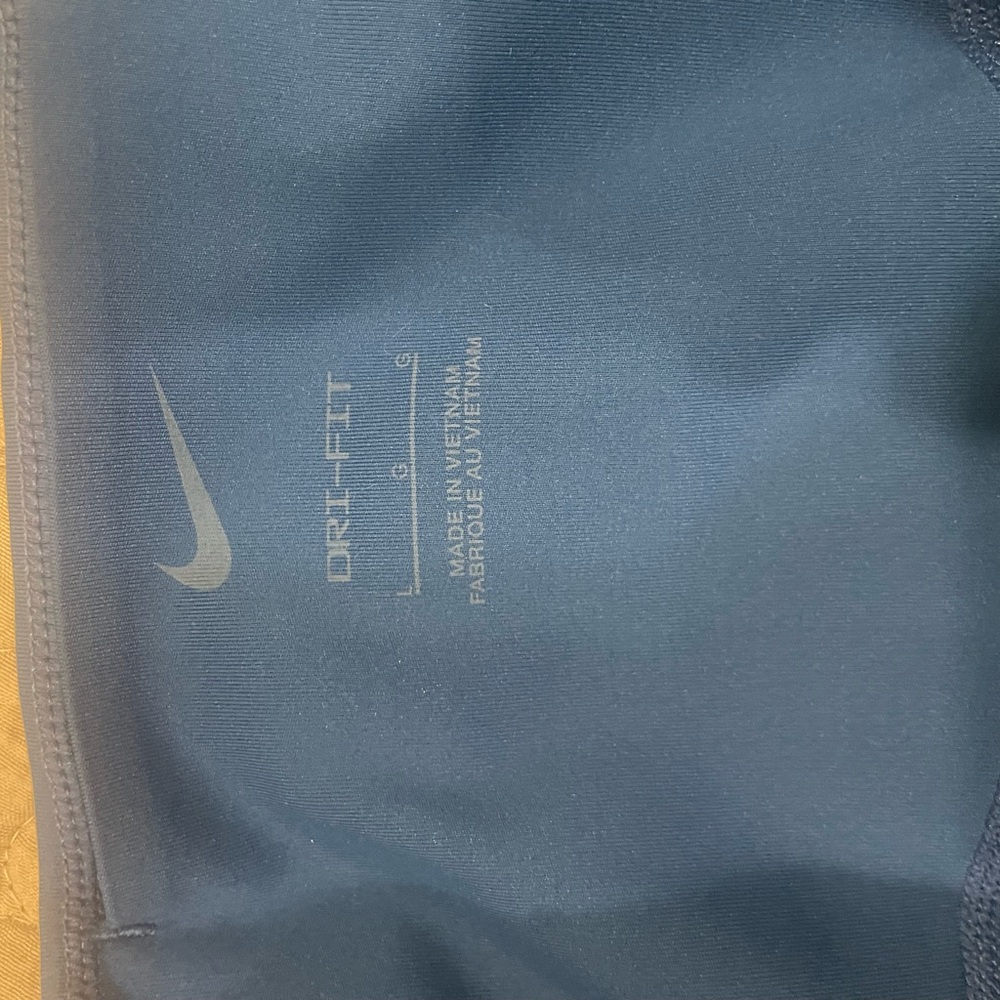 DRI-FIT
L G G
MADE IN VIETNAM
FABRIQUE AU VIETNAM